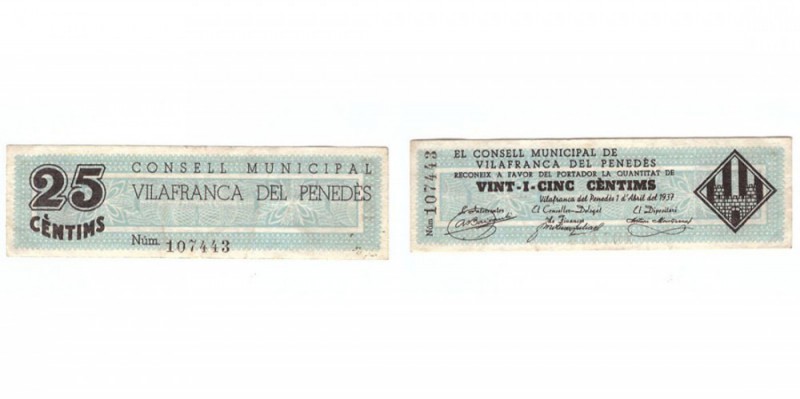 25
CÈNTIMS
CONSELL MUNICIPAL
VILAFRANCA DEL PENEDÈS
Núm. 107443
Núm 107443
EL CONSELL MUNICIPAL DE
VILAFRANCA DEL PENEDÈS
RECONEIX A FAVOR DEL PORTADOR LA QUANTITAT DE
VINT-I-CINC CÈNTIMS
Vilafranca del Penedès 1 d'Abril del 1937
El Conseller-Delegat
de Finances
El Dipositari